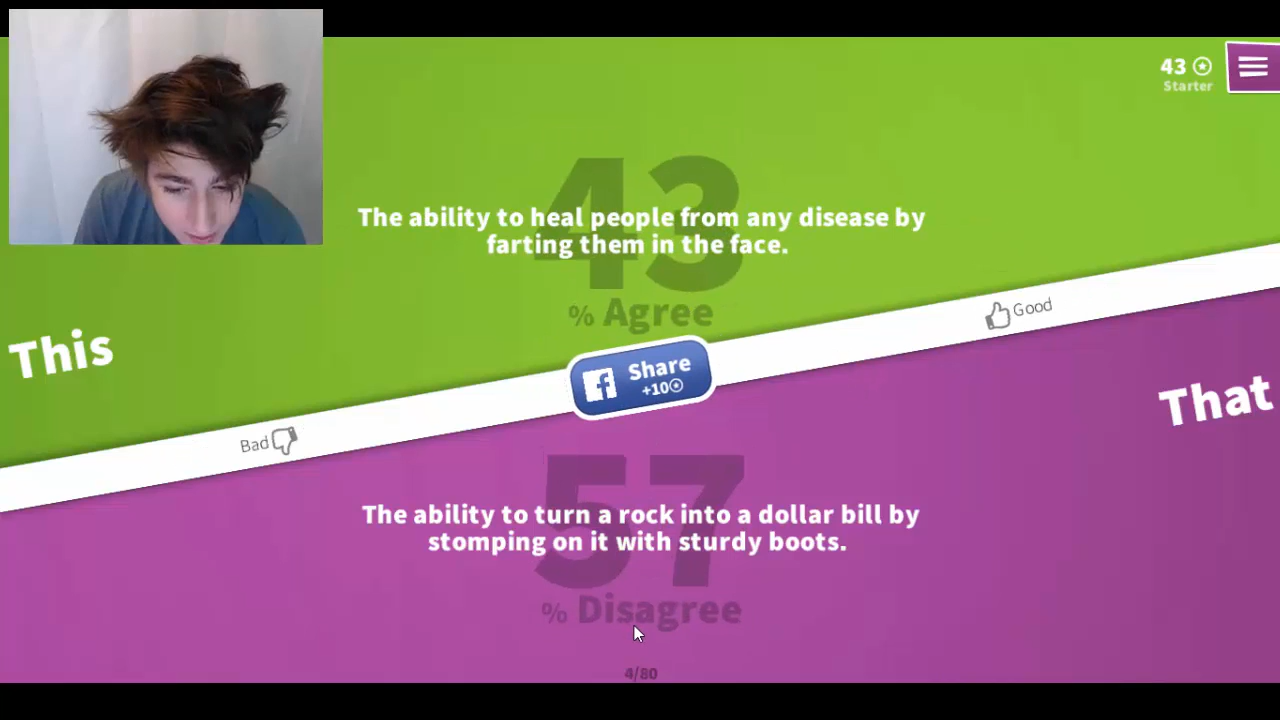 43
Starter
43
The ability to heal people from any disease by
farting them in the face.
% Agree
Good
This
Share
+10
That
Bad
57
The ability to turn a rock into a dollar bill by
stomping on it with sturdy boots.
% Disagree
4/80